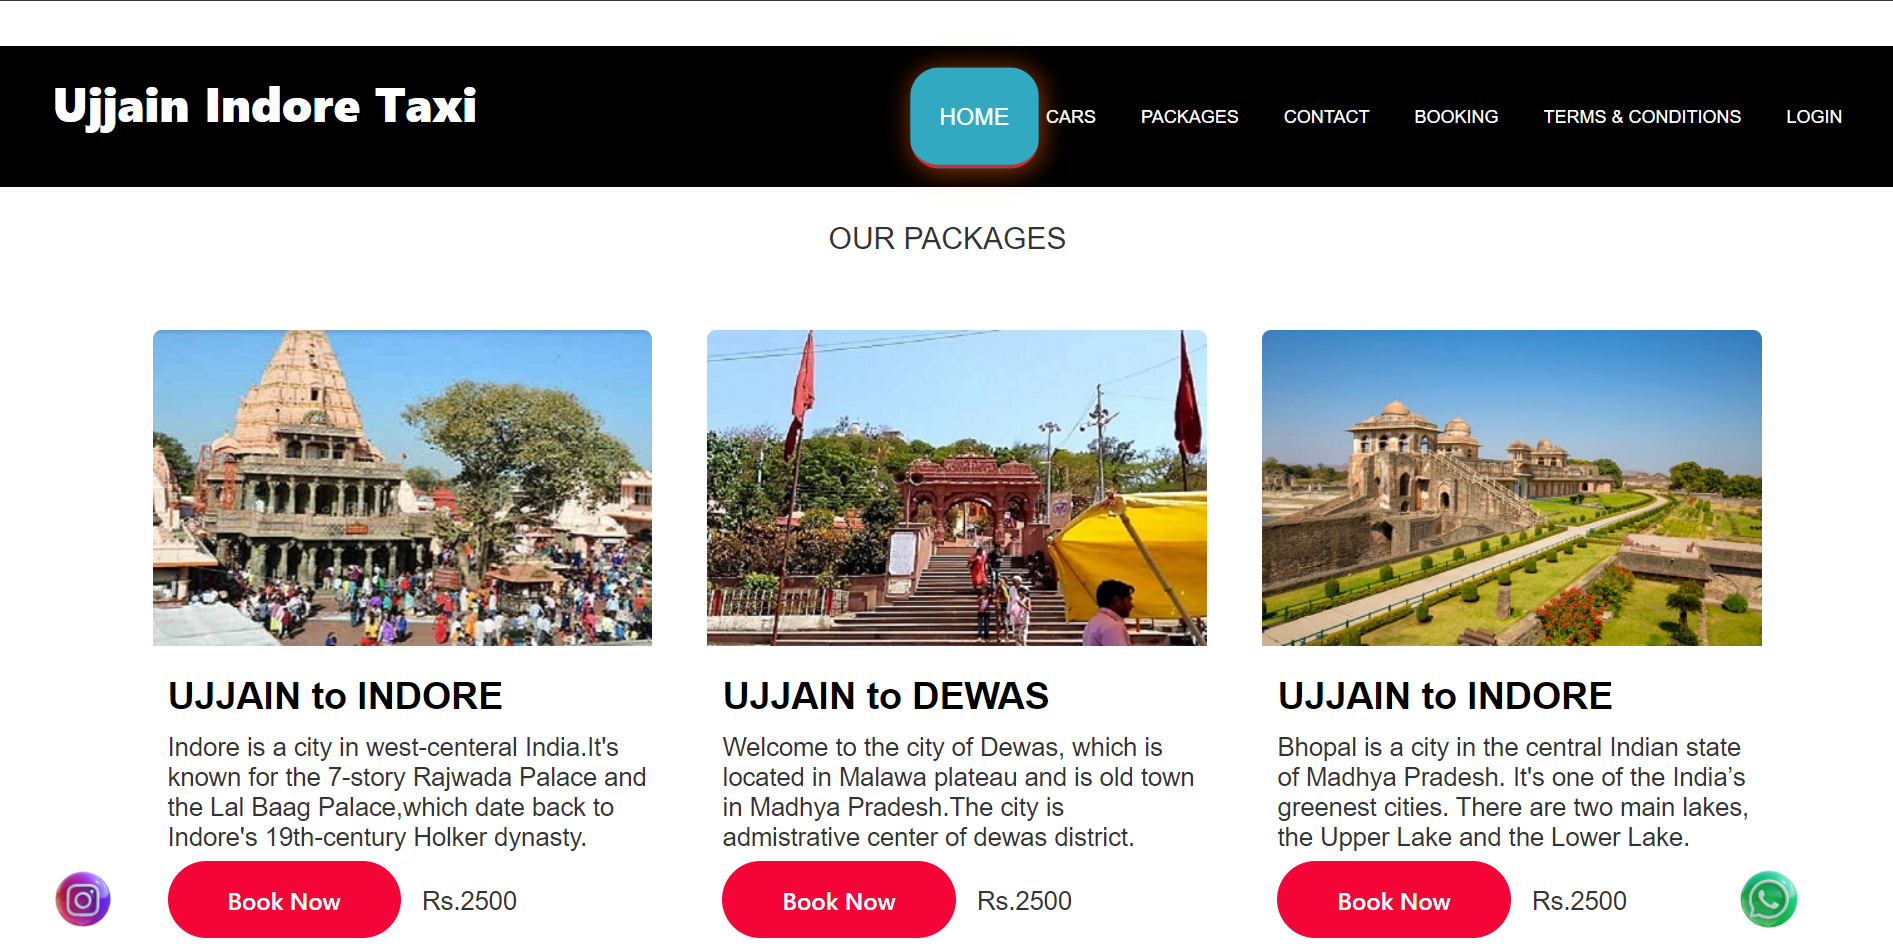 Ujjain Indore Taxi
HOME CARS PACKAGES CONTACT BOOKING TERMS & CONDITIONS LOGIN
OUR PACKAGES
UJJAIN to INDORE
Indore is a city in west-centeral India.It's
known for the 7-story Rajwada Palace and
the Lal Baag Palace,which date back to
Indore's 19th-century Holker dynasty.
Book Now Rs.2500
UJJAIN to DEWAS
Welcome to the city of Dewas, which is
located in Malawa plateau and is old town
in Madhya Pradesh.The city is
admistrative center of dewas district.
Book Now Rs.2500
UJJAIN to INDORE
Bhopal is a city in the central Indian state
of Madhya Pradesh. It's one of the India’s
greenest cities. There are two main lakes,
the Upper Lake and the Lower Lake.
Book Now Rs.2500